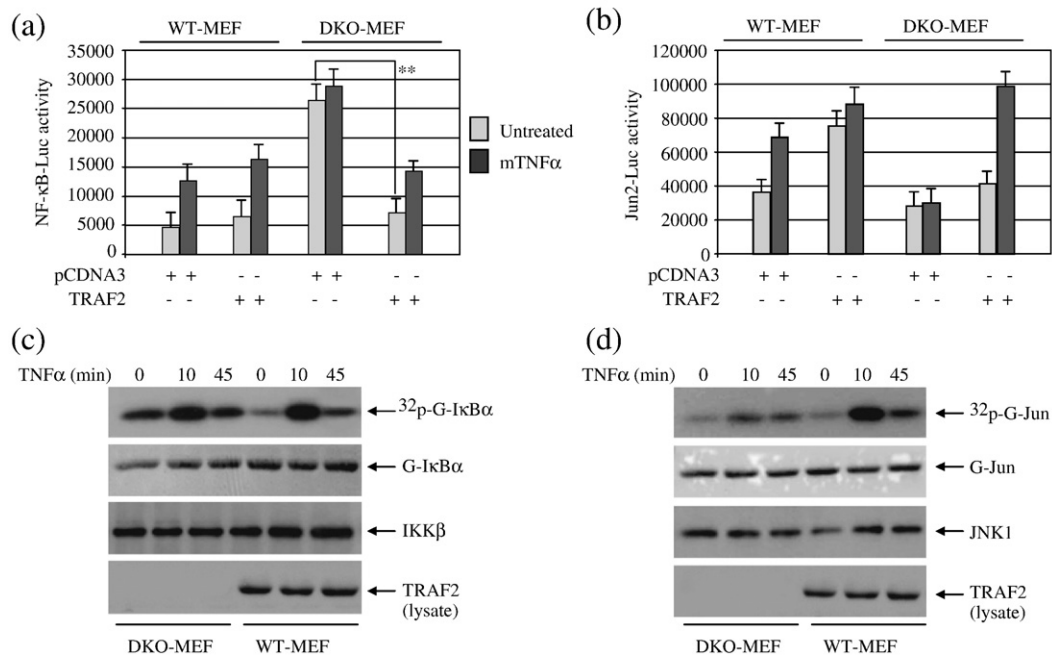 (a)
WT-MEF DKO-MEF
NF-κB-Luc activity
35000
30000
25000
20000
15000
10000
5000
0
**
Untreated
mTNFα
pCDNA3 + + - - + + - -
TRAF2 - - + + - - + +
(b)
WT-MEF DKO-MEF
Jun2-Luc activity
120000
100000
80000
60000
40000
20000
0
pCDNA3 + + - - + + - -
TRAF2 - - + + - - + +
(c)
TNFα (min) 0 10 45 0 10 45
32p-G-IκBα
G-IκBα
IKKβ
TRAF2
(lysate)
DKO-MEF WT-MEF
(d)
TNFα (min) 0 10 45 0 10 45
32p-G-Jun
G-Jun
JNK1
TRAF2
(lysate)
DKO-MEF WT-MEF